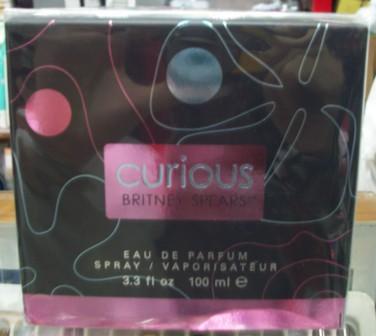 curious
BRITNEY SPEARS
EAU DE PARFUM
SPRAY / VAPORISATEUR
3.3 fl oz 100 ml ℮